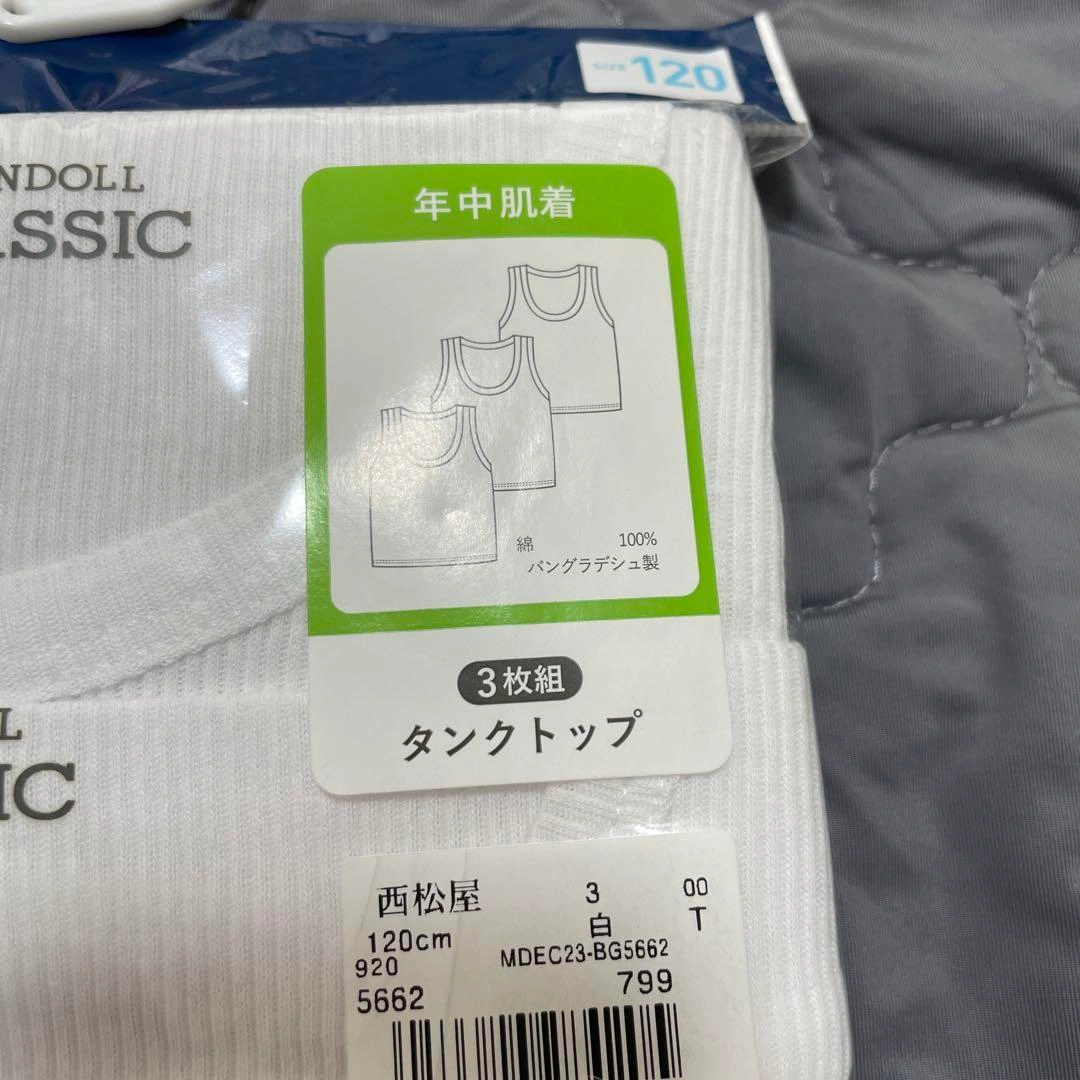 SIZE 120
NDOLL
ASSIC
年中肌着
綿 100%
バングラデシュ製
3枚組
タンクトップ
L
IC
西松屋 3 00
120cm 白 T
920 MDEC23-BG5662
5662 799